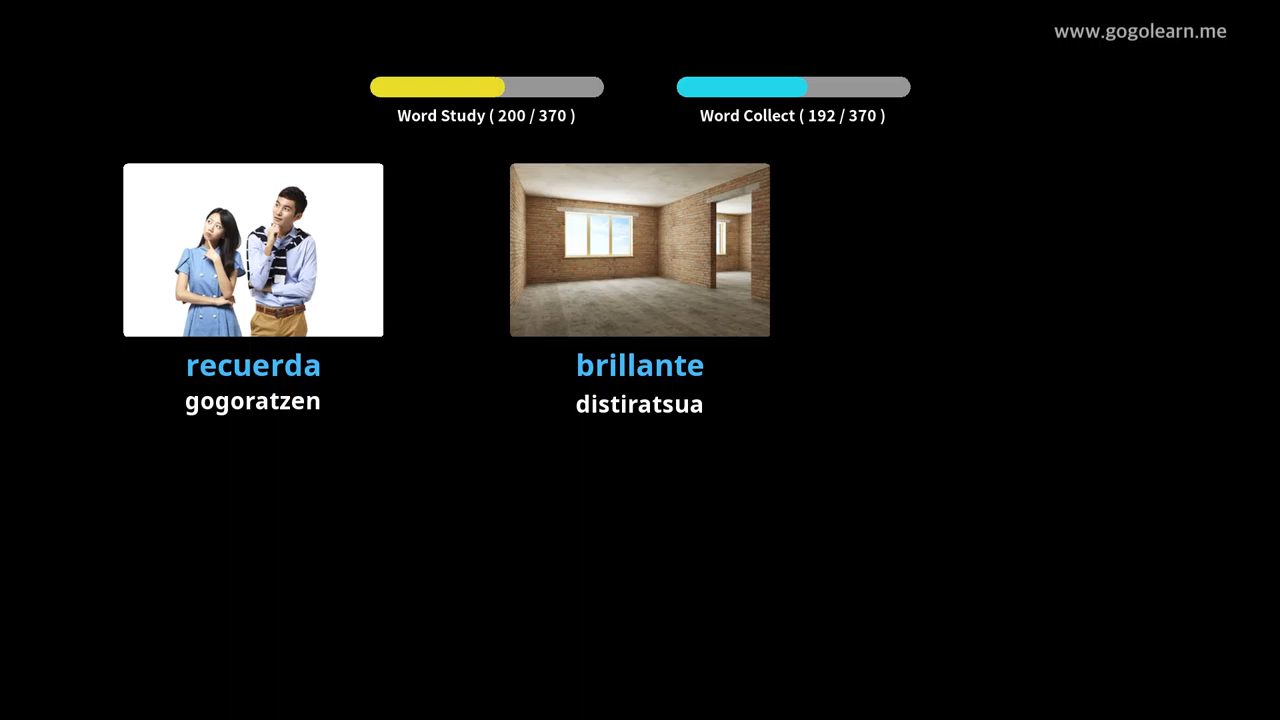 www.gogolearn.me
Word Study ( 200 / 370 )
Word Collect ( 192 / 370 )
recuerda
gogoratzen
brillante
distiratsua